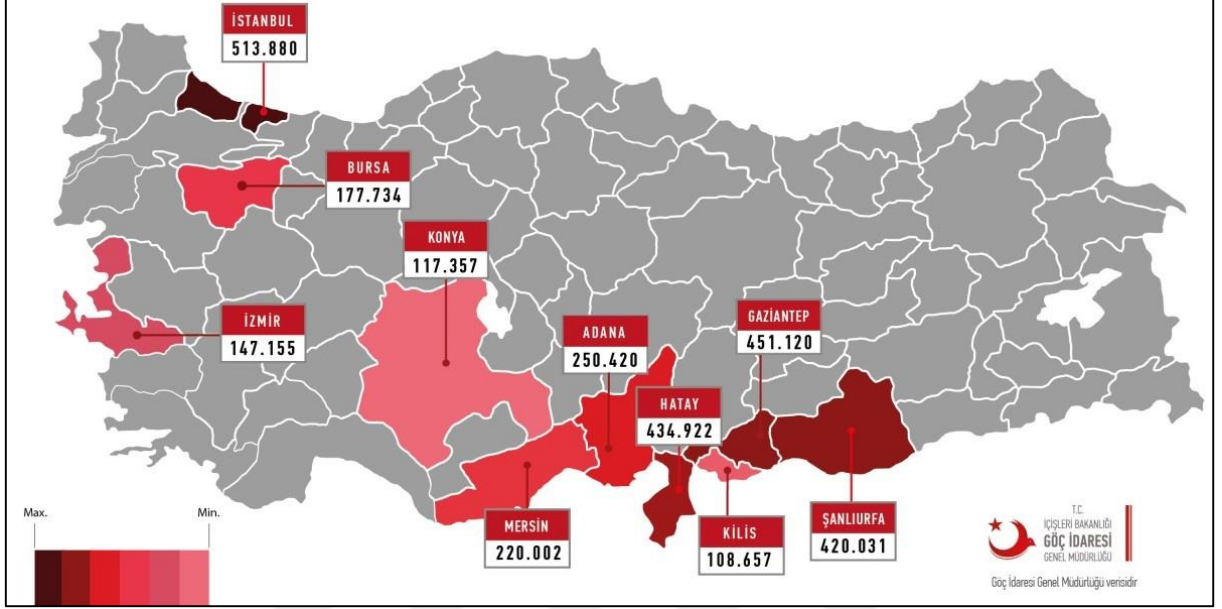 İSTANBUL
513.880
BURSA
177.734
KONYA
117.357
İZMİR
147.155
ADANA
250.420
GAZİANTEP
451.120
HATAY
434.922
MERSİN
220.002
KİLİS
108.657
ŞANLIURFA
420.031
Max.
Min.
T.C.
İÇİŞLERİ BAKANLIĞI
GÖÇ İDARESİ
GENEL MÜDÜRLÜĞÜ
Göç İdaresi Genel Müdürlüğü verisidir